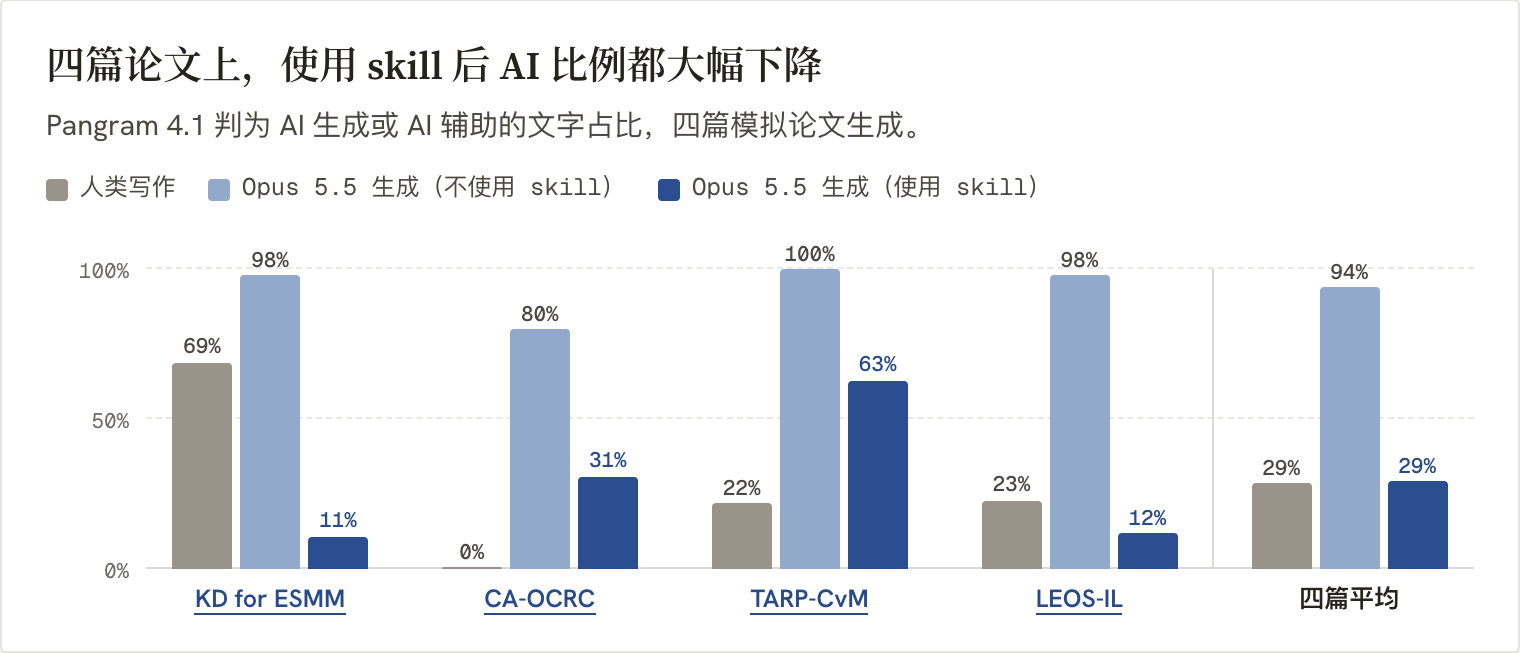 四篇论文上，使用 skill 后 AI 比例都大幅下降
Pangram 4.1 判为 AI 生成或 AI 辅助的文字占比，四篇模拟论文生成。
人类写作 Opus 5.5 生成（不使用 skill） Opus 5.5 生成（使用 skill）
100%
50%
0%
69% 98% 11%
0% 80% 31%
22% 100% 63%
23% 98% 12%
29% 94% 29%
KD for ESMM CA-OCRC TARP-CvM LEOS-IL 四篇平均